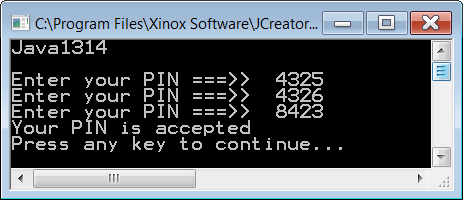 C:\Program Files\Xinox Software\JCreator...
Java1314
Enter your PIN ===>>  4325
Enter your PIN ===>>  4326
Enter your PIN ===>>  8423
Your PIN is accepted
Press any key to continue...